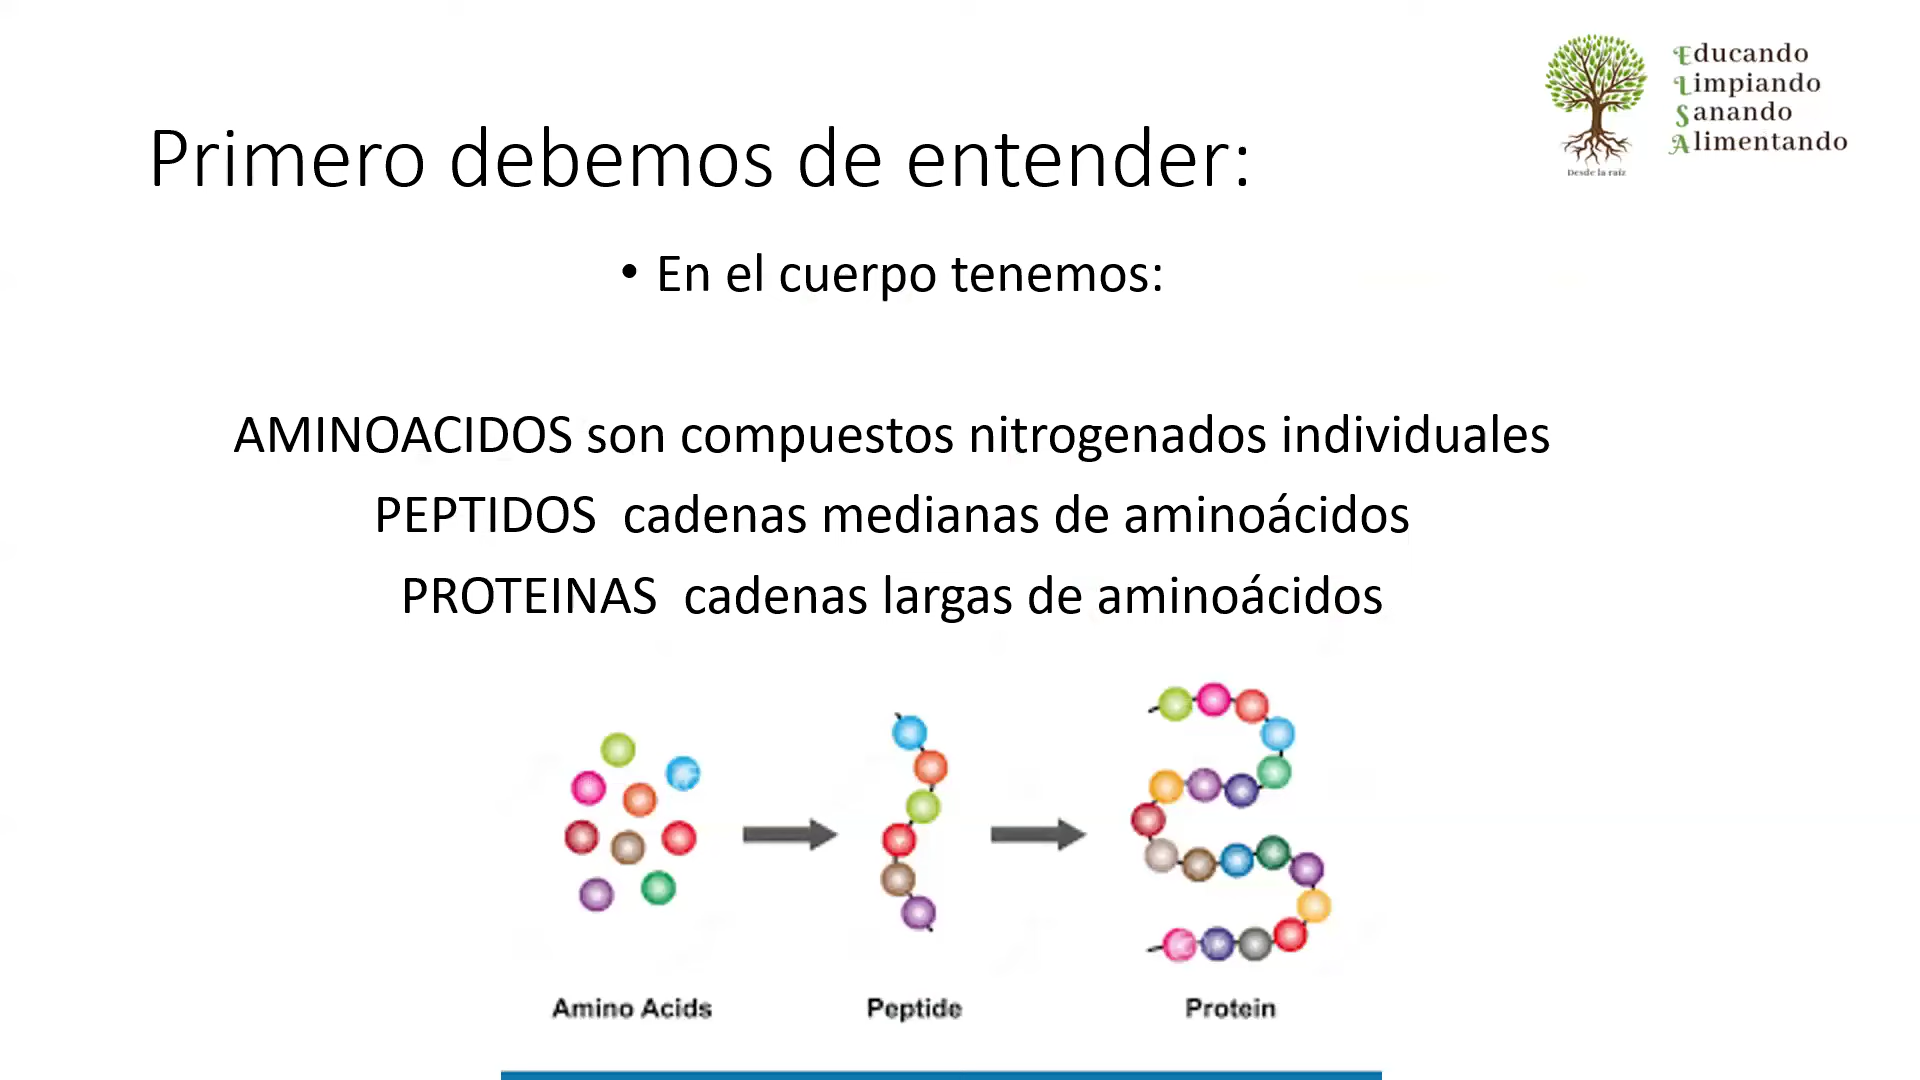 Educando
Limpiando
Sanando
Alimentando
Desde la raíz
Primero debemos de entender:
• En el cuerpo tenemos:
AMINOACIDOS son compuestos nitrogenados individuales
PEPTIDOS cadenas medianas de aminoácidos
PROTEINAS cadenas largas de aminoácidos
Amino Acids
Peptide
Protein